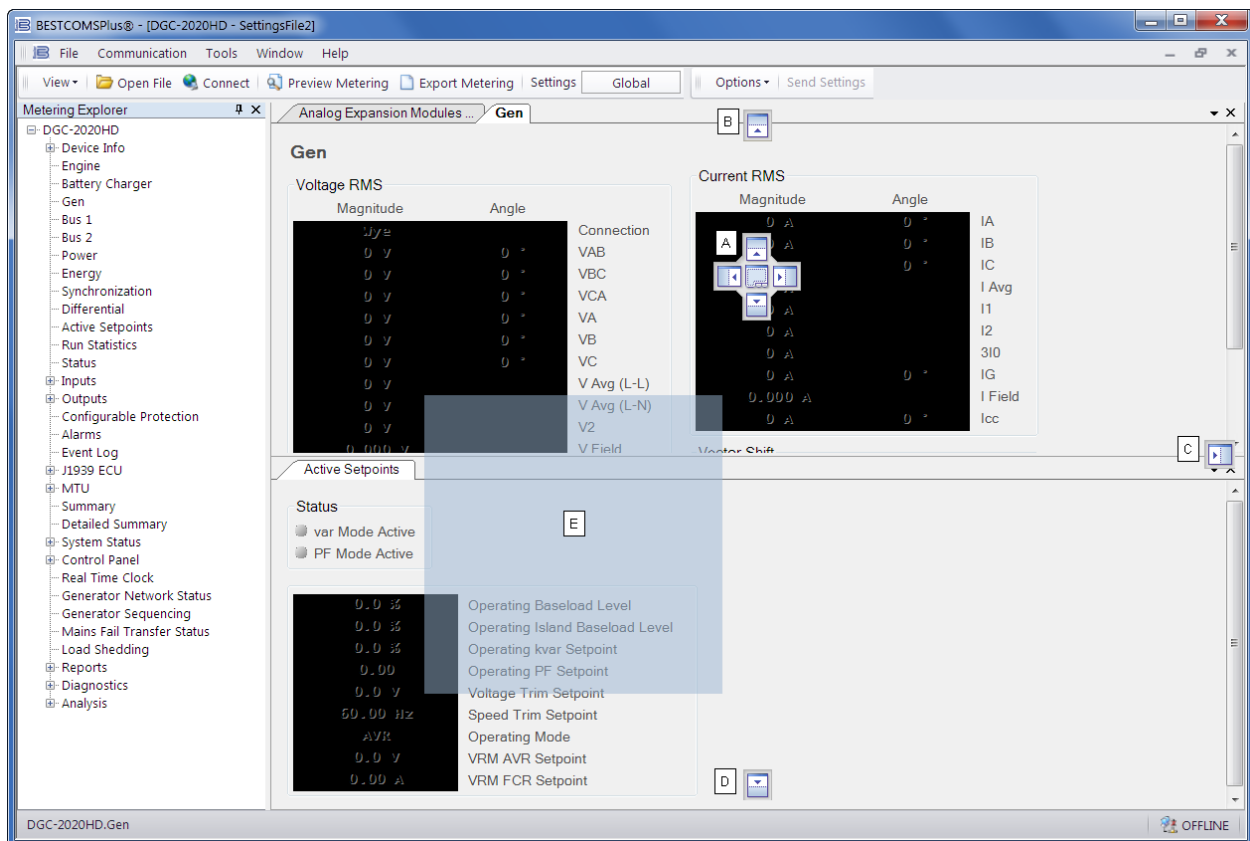 BESTCOMSPlus® - [DGC-2020HD - SettingsFile2]
File Communication Tools Window Help
View Open File Connect Preview Metering Export Metering Settings Global Options Send Settings
Metering Explorer
DGC-2020HD
Device Info
Engine
Battery Charger
Gen
Bus 1
Bus 2
Power
Energy
Synchronization
Differential
Active Setpoints
Run Statistics
Status
Inputs
Outputs
Configurable Protection
Alarms
Event Log
J1939 ECU
MTU
Summary
Detailed Summary
System Status
Control Panel
Real Time Clock
Generator Network Status
Generator Sequencing
Mains Fail Transfer Status
Load Shedding
Reports
Diagnostics
Analysis
Analog Expansion Modules ... Gen
B
Gen
Voltage RMS
Magnitude Angle
Wye Connection
0 V 0 ° VAB
0 V 0 ° VBC
0 V 0 ° VCA
0 V 0 ° VA
0 V 0 ° VB
0 V 0 ° VC
0 V V Avg (L-L)
0 V V Avg (L-N)
0 V V2
0.000 V V Field
Current RMS
Magnitude Angle
0 A 0 ° IA
A 0 ° IB
0 ° IC
I Avg
0 A I1
0 A I2
0 A 3I0
0 A 0 ° IG
0.000 A I Field
0 A 0 ° Icc
A
Vector Shift
C
Active Setpoints
Status
var Mode Active
PF Mode Active
E
0.0 % Operating Baseload Level
0.0 % Operating Island Baseload Level
0.0 % Operating kvar Setpoint
0.00 Operating PF Setpoint
0.0 V Voltage Trim Setpoint
60.00 Hz Speed Trim Setpoint
AVR Operating Mode
0.0 V VRM AVR Setpoint
0.00 A VRM FCR Setpoint
D
DGC-2020HD.Gen OFFLINE